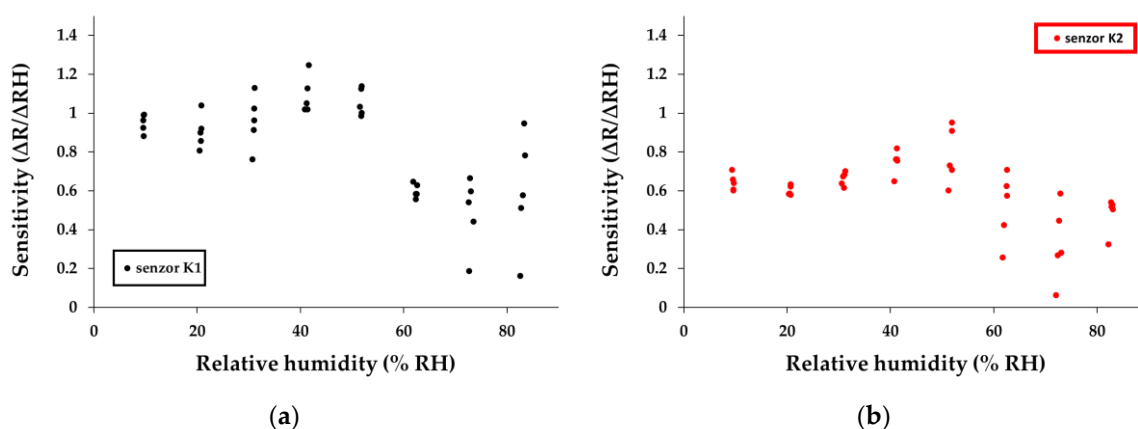 1.4
1.2
1
0.8
0.6
0.4
0.2
0
Sensitivity (ΔR/ΔRH)
senzor K1
0 20 40 60 80
Relative humidity (% RH)
(a)
1.4
1.2
1
0.8
0.6
0.4
0.2
0
Sensitivity (ΔR/ΔRH)
senzor K2
0 20 40 60 80
Relative humidity (% RH)
(b)